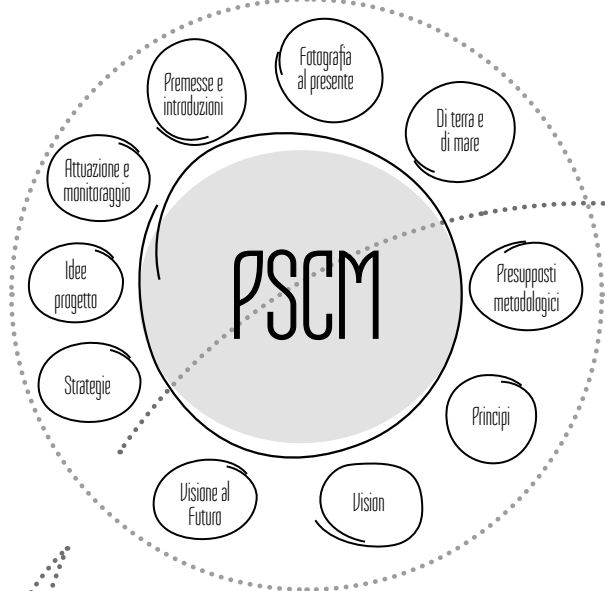 Premesse e
introduzioni
Fotografia
al presente
Di terra e
di mare
Presupposti
metodologici
Principi
Vision
Visione al
Futuro
Strategie
Idee
progetto
Attuazione e
monitoraggio
PSCM